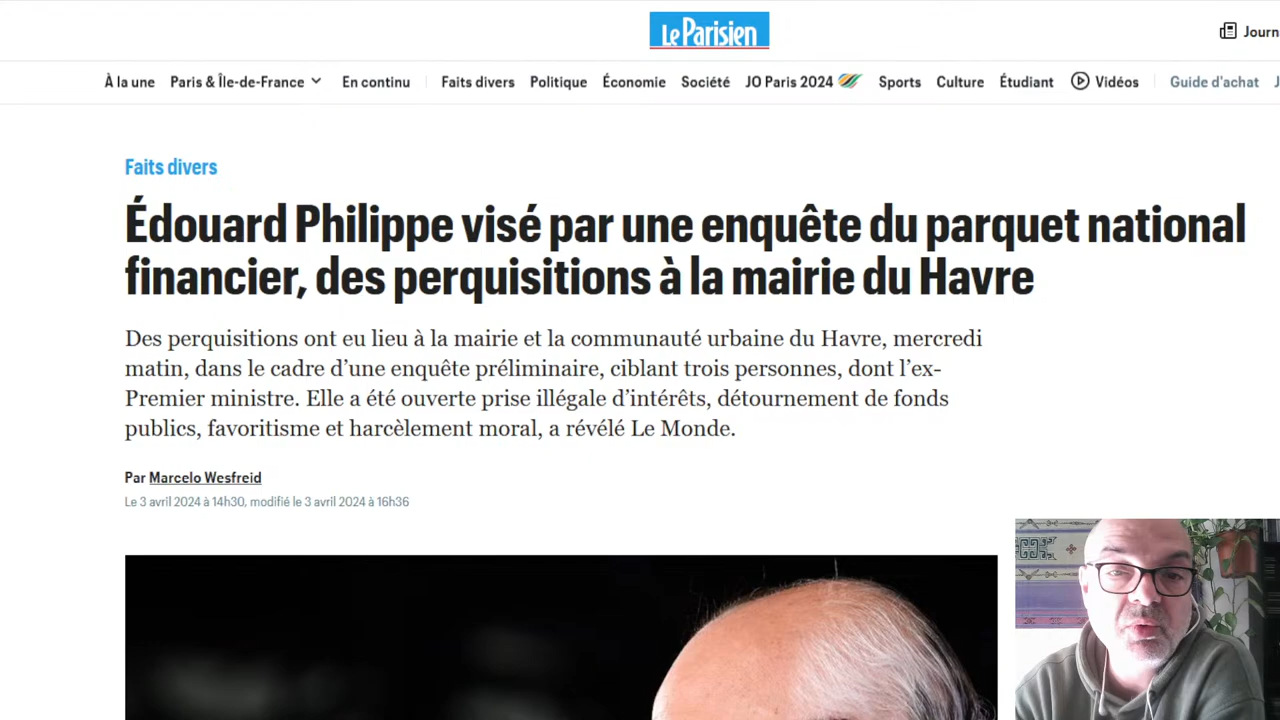 Le Parisien
Journ
À la une Paris & Île-de-France En continu Faits divers Politique Économie Société JO Paris 2024 Sports Culture Étudiant Vidéos Guide d'achat J
Faits divers
Édouard Philippe visé par une enquête du parquet national
financier, des perquisitions à la mairie du Havre
Des perquisitions ont eu lieu à la mairie et la communauté urbaine du Havre, mercredi
matin, dans le cadre d’une enquête préliminaire, ciblant trois personnes, dont l’ex-
Premier ministre. Elle a été ouverte prise illégale d’intérêts, détournement de fonds
publics, favoritisme et harcèlement moral, a révélé Le Monde.
Par Marcelo Wesfreid
Le 3 avril 2024 à 14h30, modifié le 3 avril 2024 à 16h36